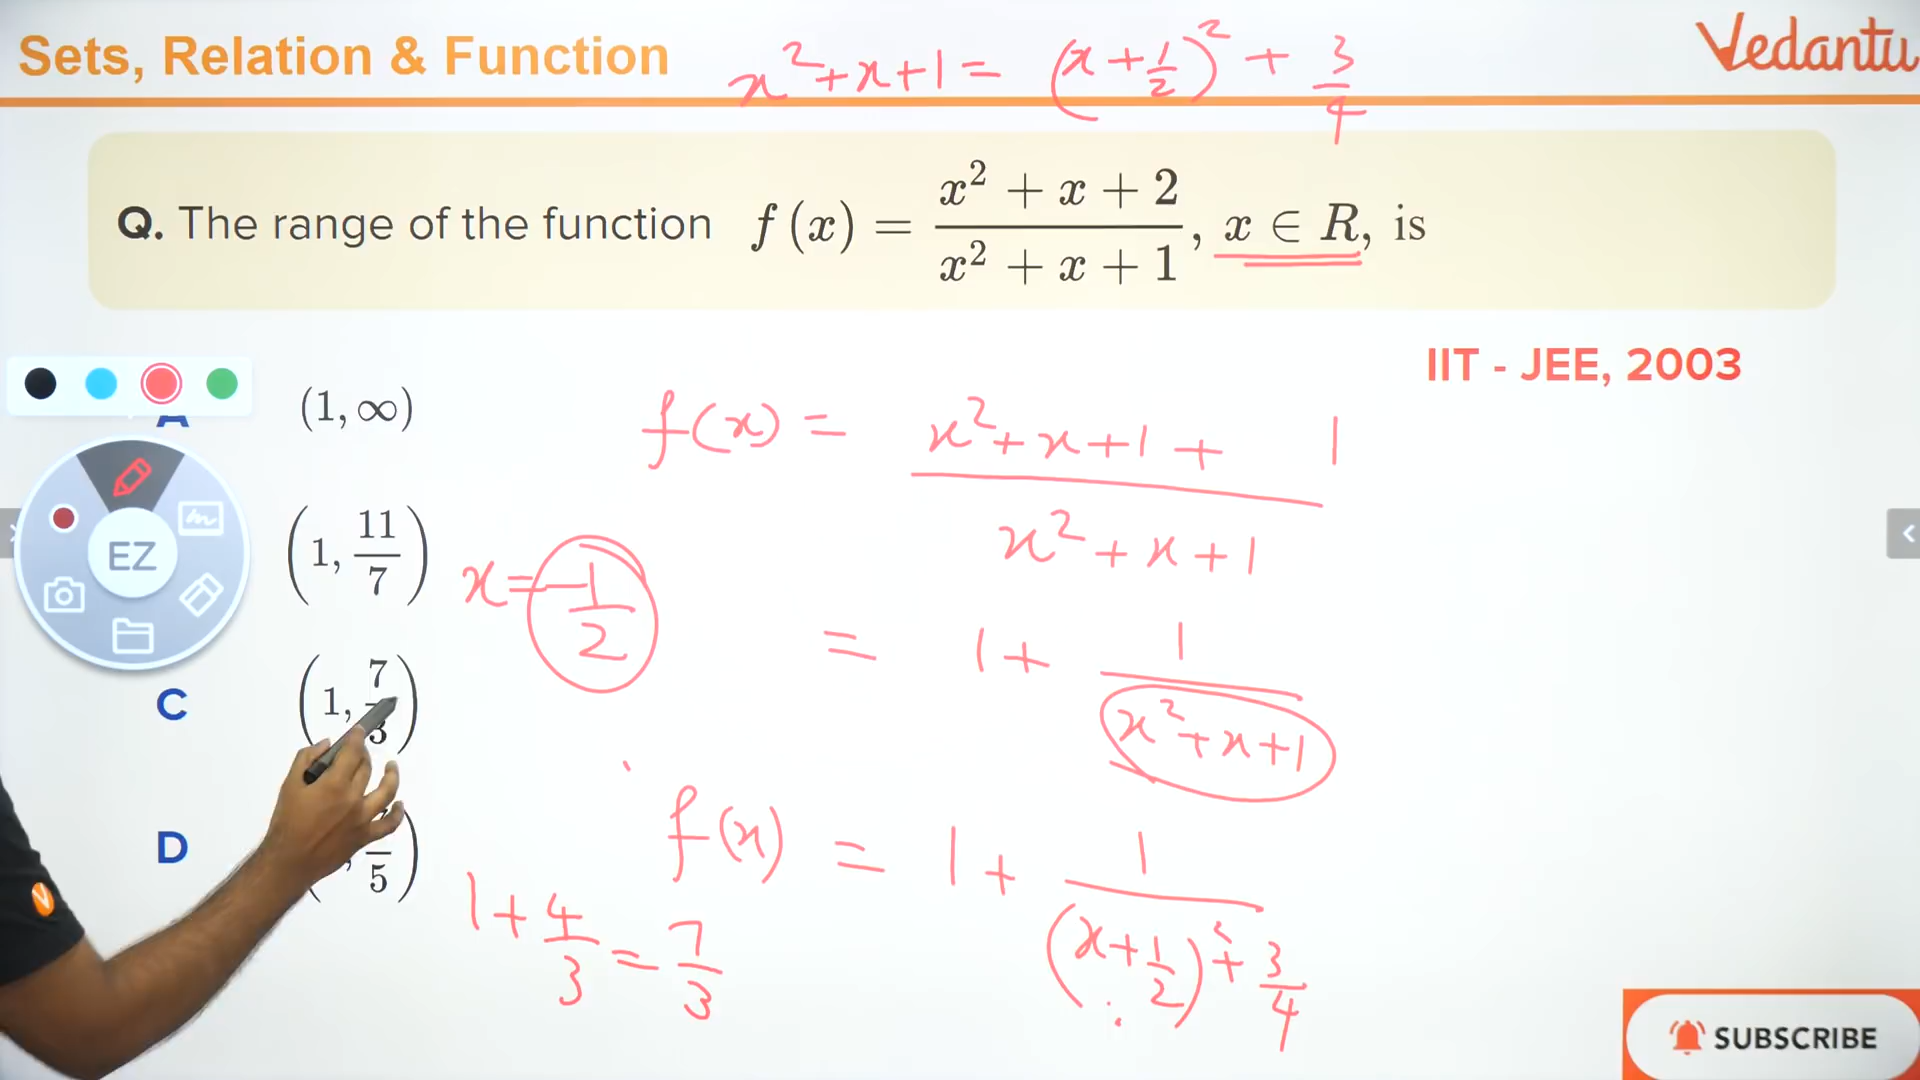 Sets, Relation & Function
x² + x + 1 = (x + 1/2)² + 3/4
Vedantu
Q. The range of the function f(x) = (x² + x + 2)/(x² + x + 1), x ∈ R, is
IIT - JEE, 2003
A (1, ∞)
(1, 11/7)
EZ
C (1, 7/3)
D 5
f(x) = (x² + x + 1 + 1)/(x² + x + 1)
x = -1/2
= 1 + 1/(x² + x + 1)
f(x) = 1 + 1/((x + 1/2)² + 3/4)
1 + 4/3 = 7/3
SUBSCRIBE